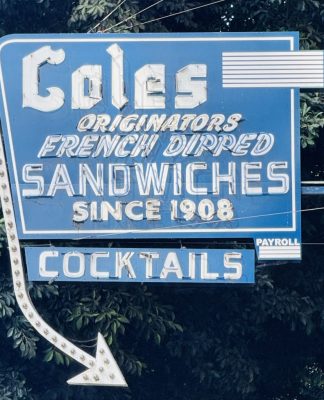 Coles
ORIGINATORS
FRENCH DIPPED
SANDWICHES
SINCE 1908
PAYROLL
COCKTAILS